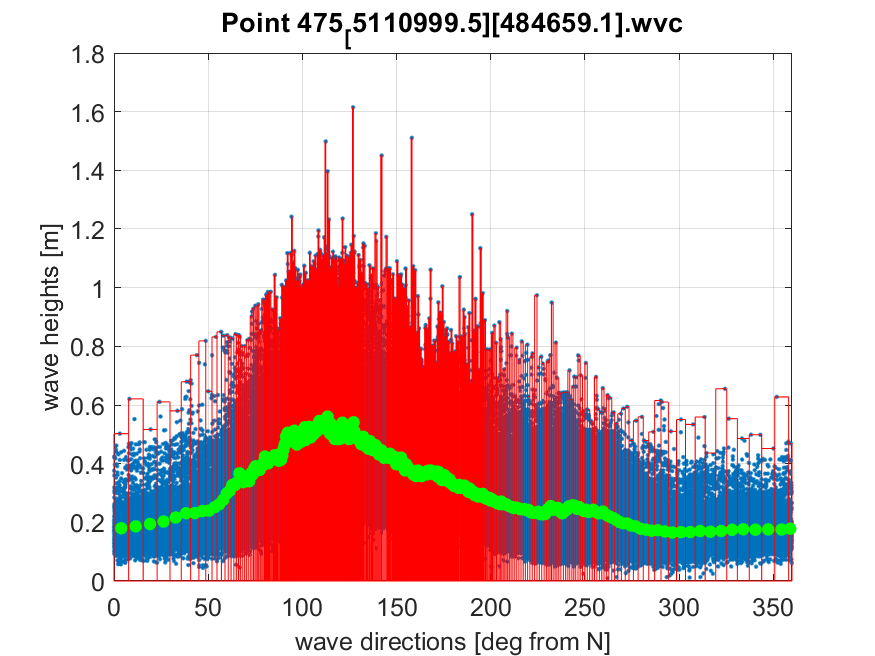 Point 475[5110999.5][484659.1].wvc
1.8
1.6
1.4
1.2
1
0.8
0.6
0.4
0.2
0
wave heights [m]
0 50 100 150 200 250 300 350
wave directions [deg from N]